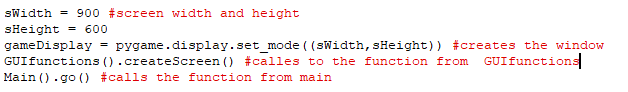 sWidth = 900 #screen width and height
sHeight = 600
gameDisplay = pygame.display.set_mode((sWidth,sHeight)) #creates the window
GUIfunctions().createScreen() #calles to the function from  GUIfunctions
Main().go() #calls the function from main